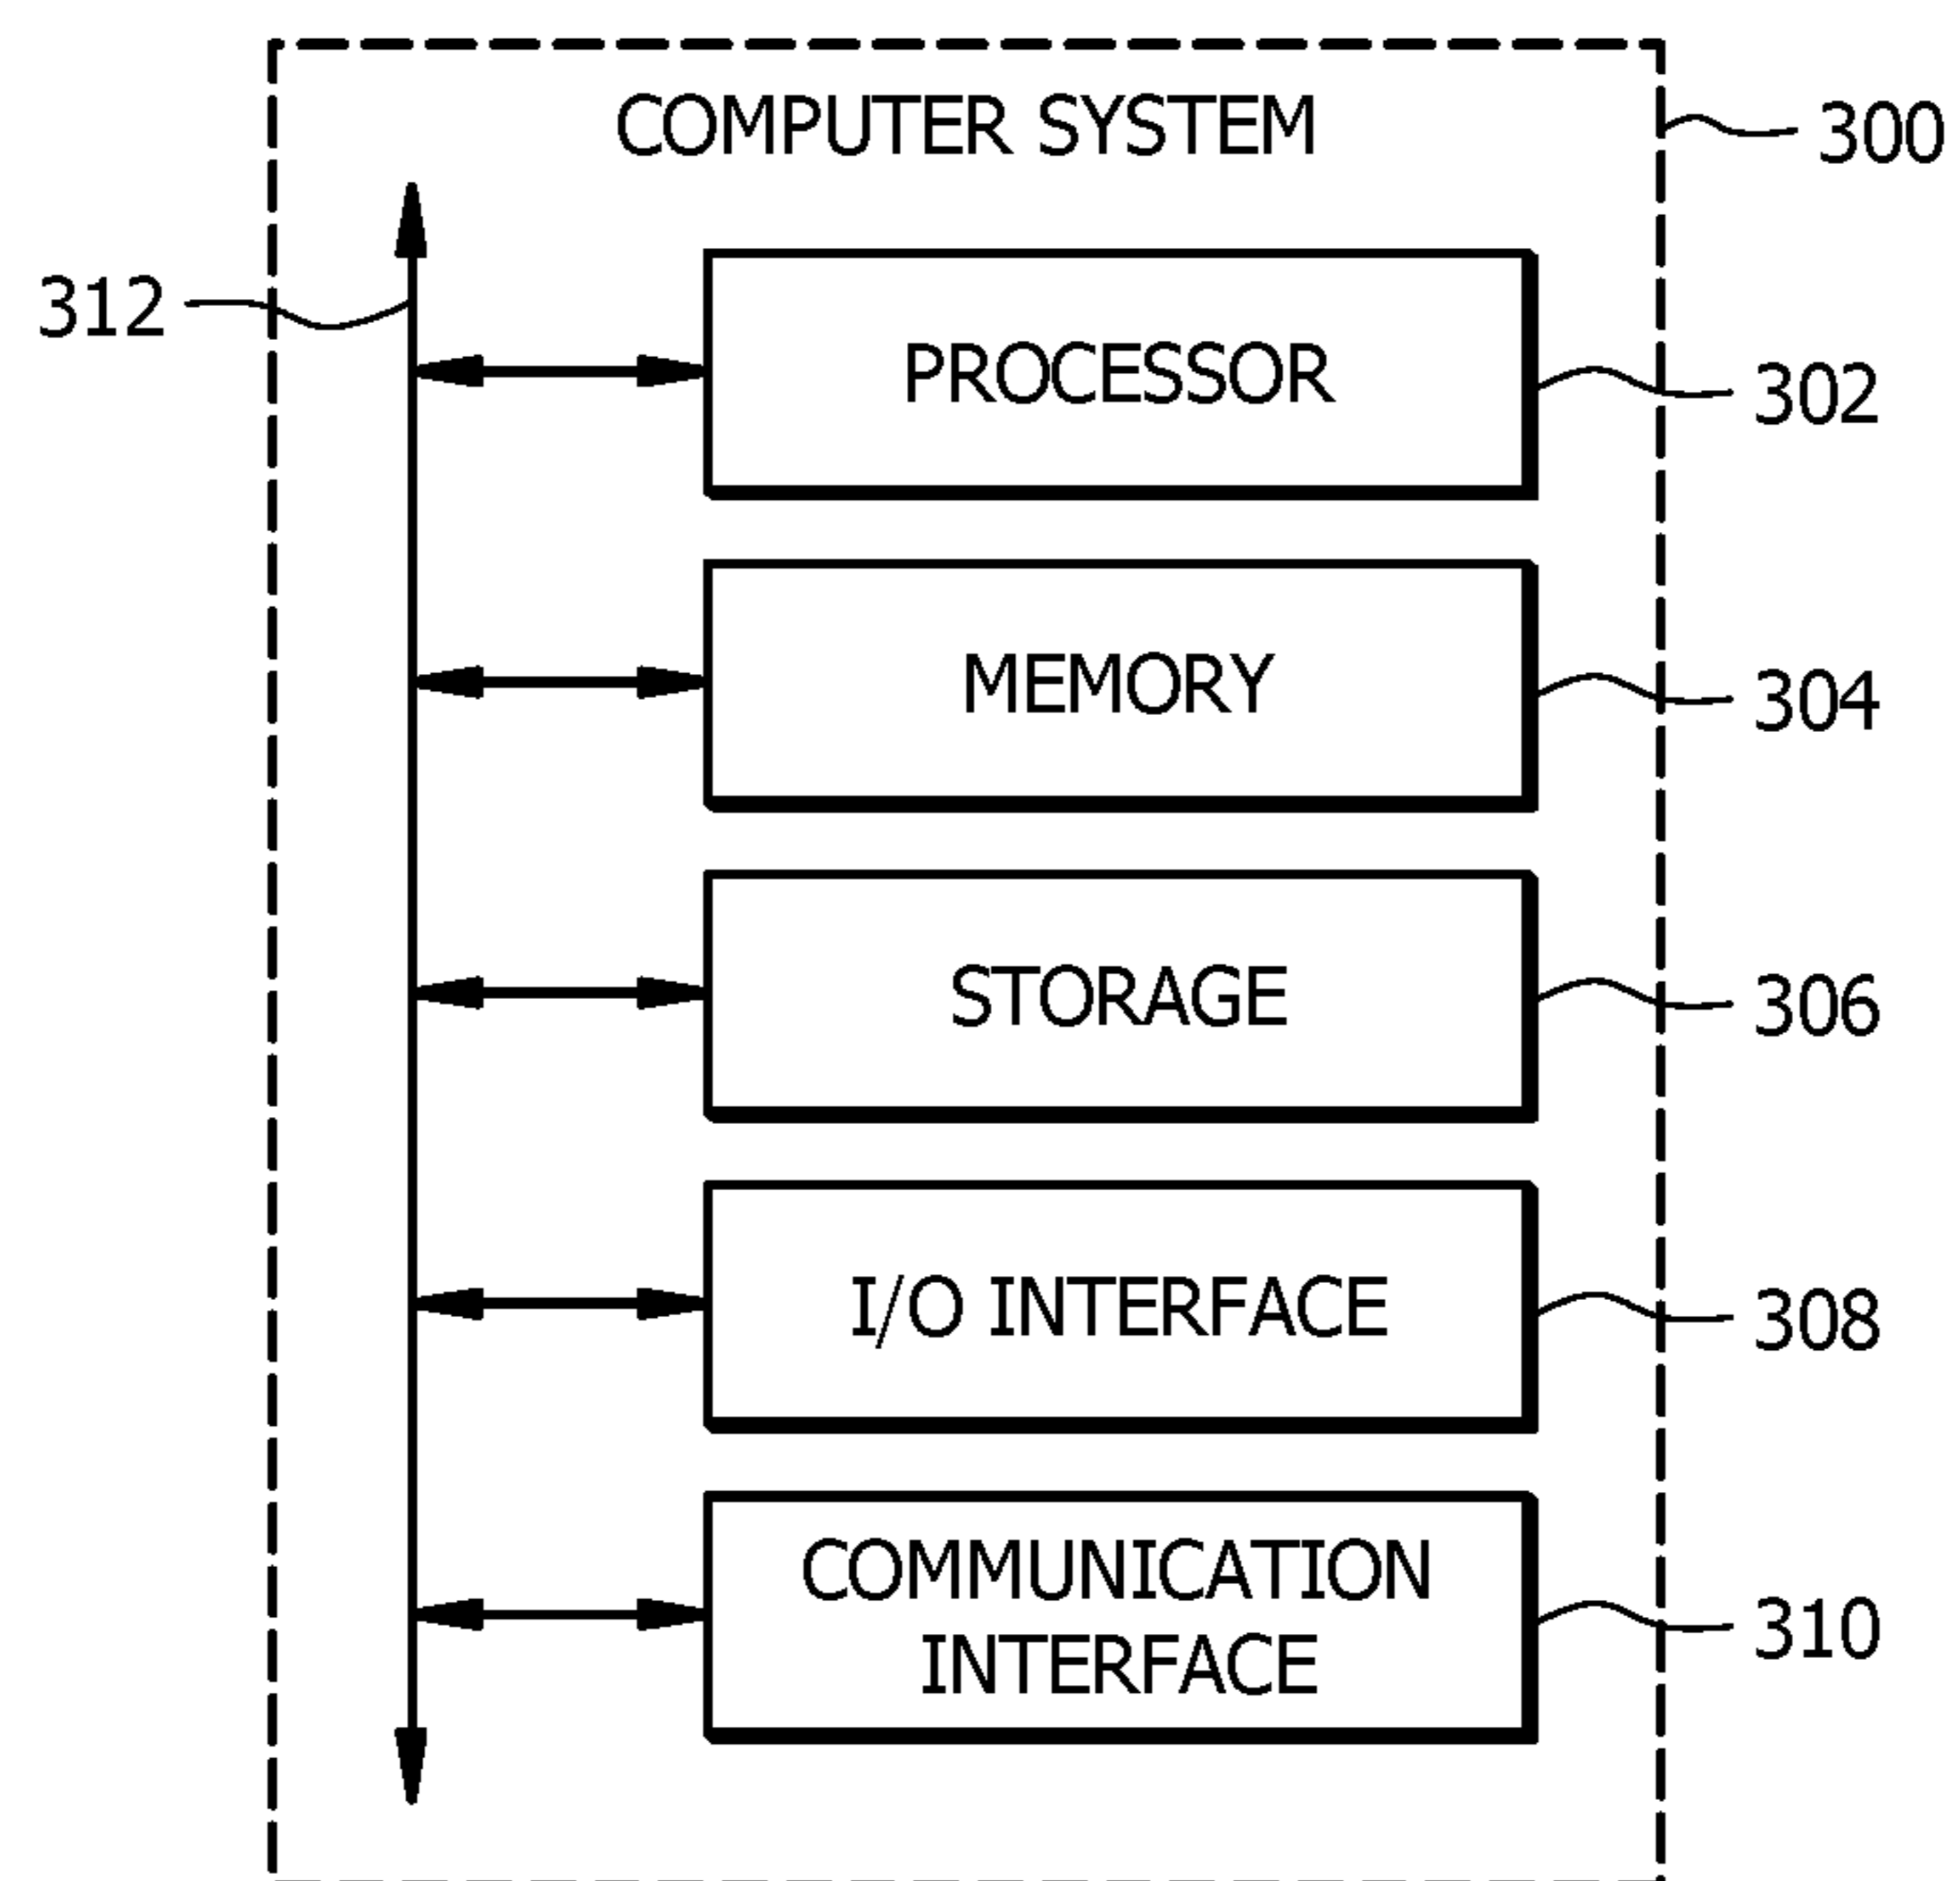 COMPUTER SYSTEM
300
312
PROCESSOR
302
MEMORY
304
STORAGE
306
I/O INTERFACE
308
COMMUNICATION
INTERFACE
310